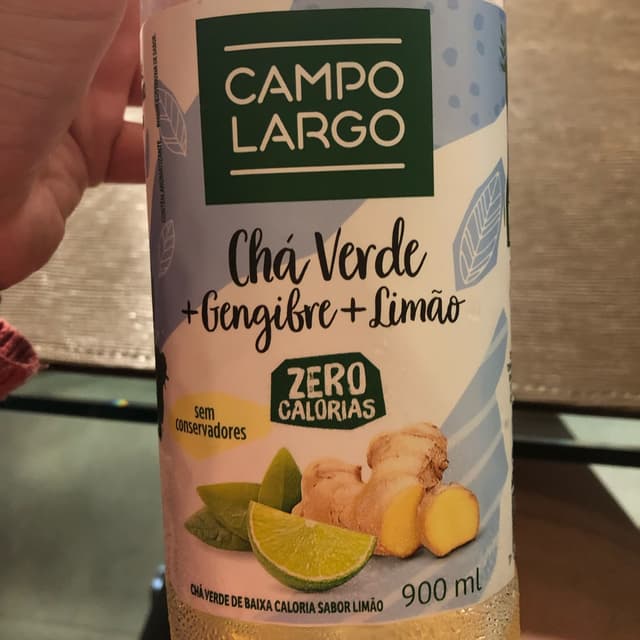 CAMPO
LARGO
Chá Verde
+Gengibre+Limão
ZERO
CALORIAS
sem
conservadores
CHÁ VERDE DE BAIXA CALORIA SABOR LIMÃO
900 ml